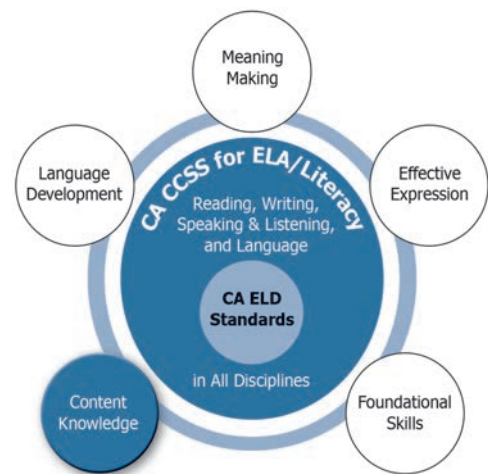 Meaning
Making
Language
Development
Effective
Expression
CA CCSS for ELA/Literacy
Reading, Writing,
Speaking & Listening,
and Language
CA ELD
Standards
in All Disciplines
Content
Knowledge
Foundational
Skills